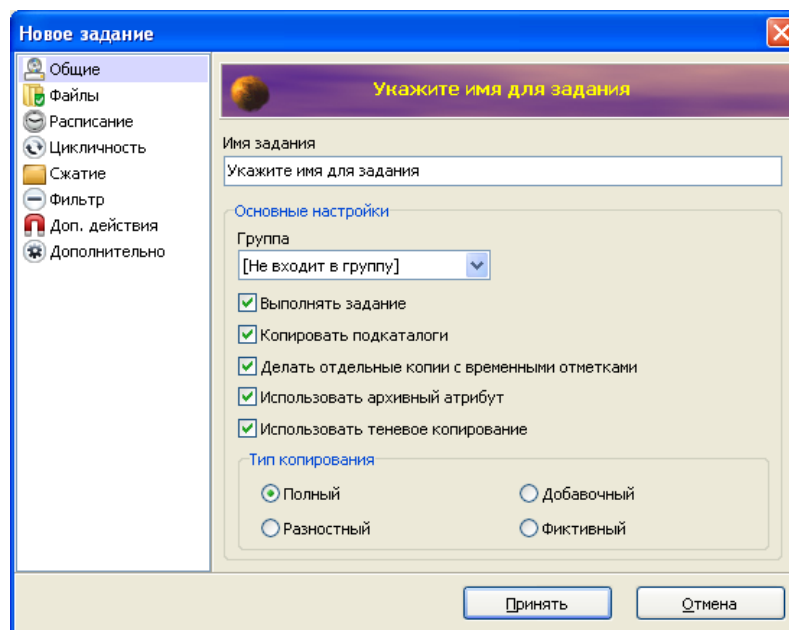 Новое задание
Общие
Файлы
Расписание
Цикличность
Сжатие
Фильтр
Доп. действия
Дополнительно
Укажите имя для задания
Имя задания
Укажите имя для задания
Основные настройки
Группа
[Не входит в группу]
Выполнять задание
Копировать подкаталоги
Делать отдельные копии с временными отметками
Использовать архивный атрибут
Использовать теневое копирование
Тип копирования
Полный Добавочный
Разностный Фиктивный
Принять Отмена